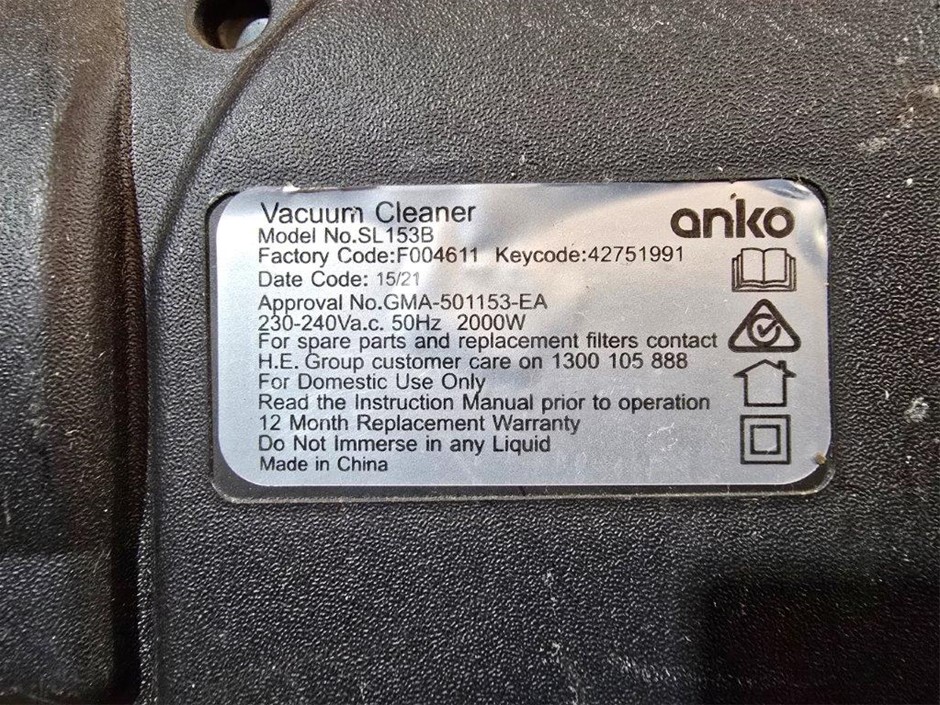 Vacuum Cleaner
anko
Model No.SL153B
Factory Code:F004611 Keycode:42751991
Date Code: 15/21
Approval No.GMA-501153-EA
230-240Va.c. 50Hz 2000W
For spare parts and replacement filters contact
H.E. Group customer care on 1300 105 888
For Domestic Use Only
Read the Instruction Manual prior to operation
12 Month Replacement Warranty
Do Not Immerse in any Liquid
Made in China